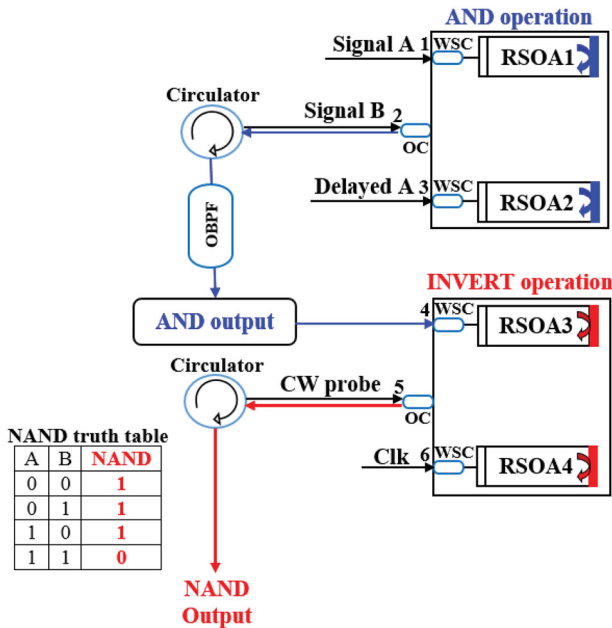 AND operation
Signal A 1
WSC
RSOA1
Circulator
Signal B 2
OC
Delayed A 3
WSC
RSOA2
OBPF
INVERT operation
AND output
4
WSC
RSOA3
Circulator
CW probe 5
OC
Clk 6
WSC
RSOA4
NAND truth table
A B NAND
0 0 1
0 1 1
1 0 1
1 1 0
NAND
Output